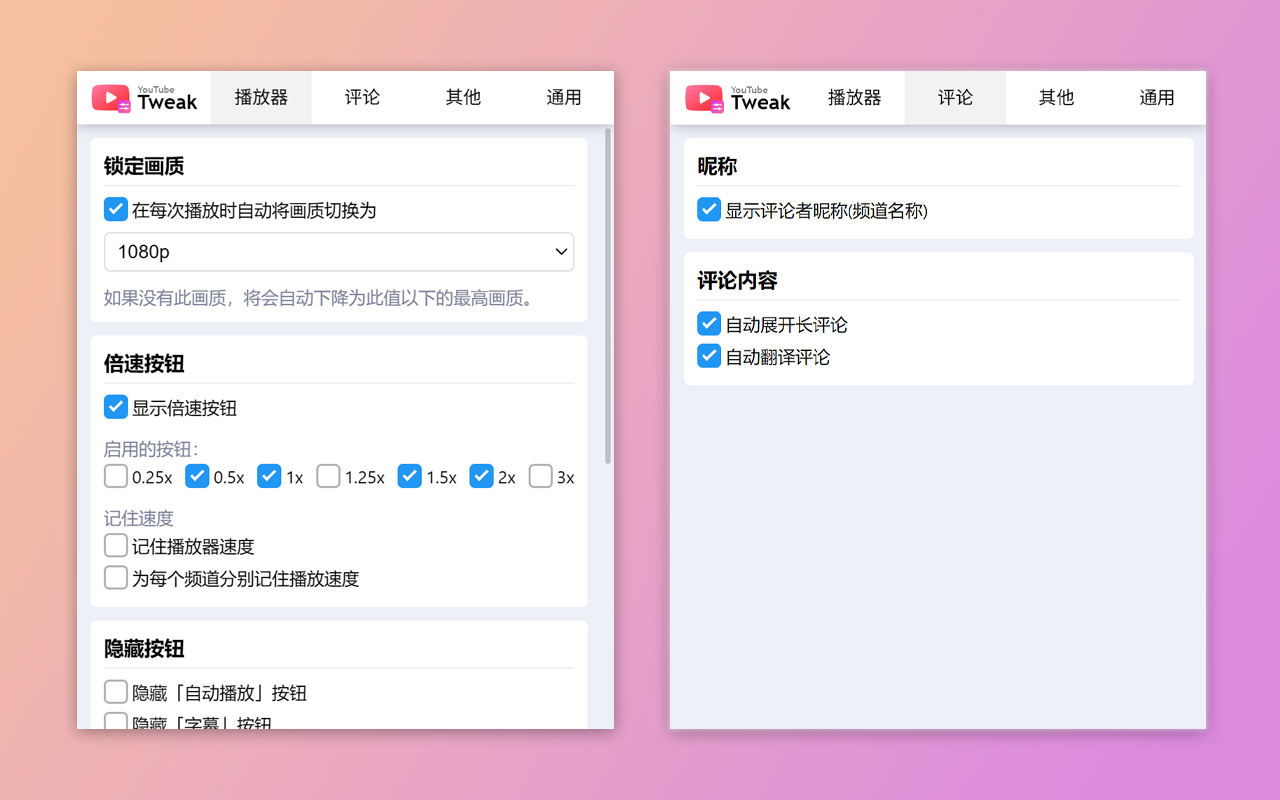 YouTube
Tweak
播放器 评论 其他 通用
锁定画质
在每次播放时自动将画质切换为
1080p
如果没有此画质，将会自动下降为此值以下的最高画质。
倍速按钮
显示倍速按钮
启用的按钮：
0.25x 0.5x 1x 1.25x 1.5x 2x 3x
记住速度
记住播放器速度
为每个频道分别记住播放速度
隐藏按钮
隐藏「自动播放」按钮
隐藏「字幕」按钮
YouTube
Tweak
播放器 评论 其他 通用
昵称
显示评论者昵称(频道名称)
评论内容
自动展开长评论
自动翻译评论